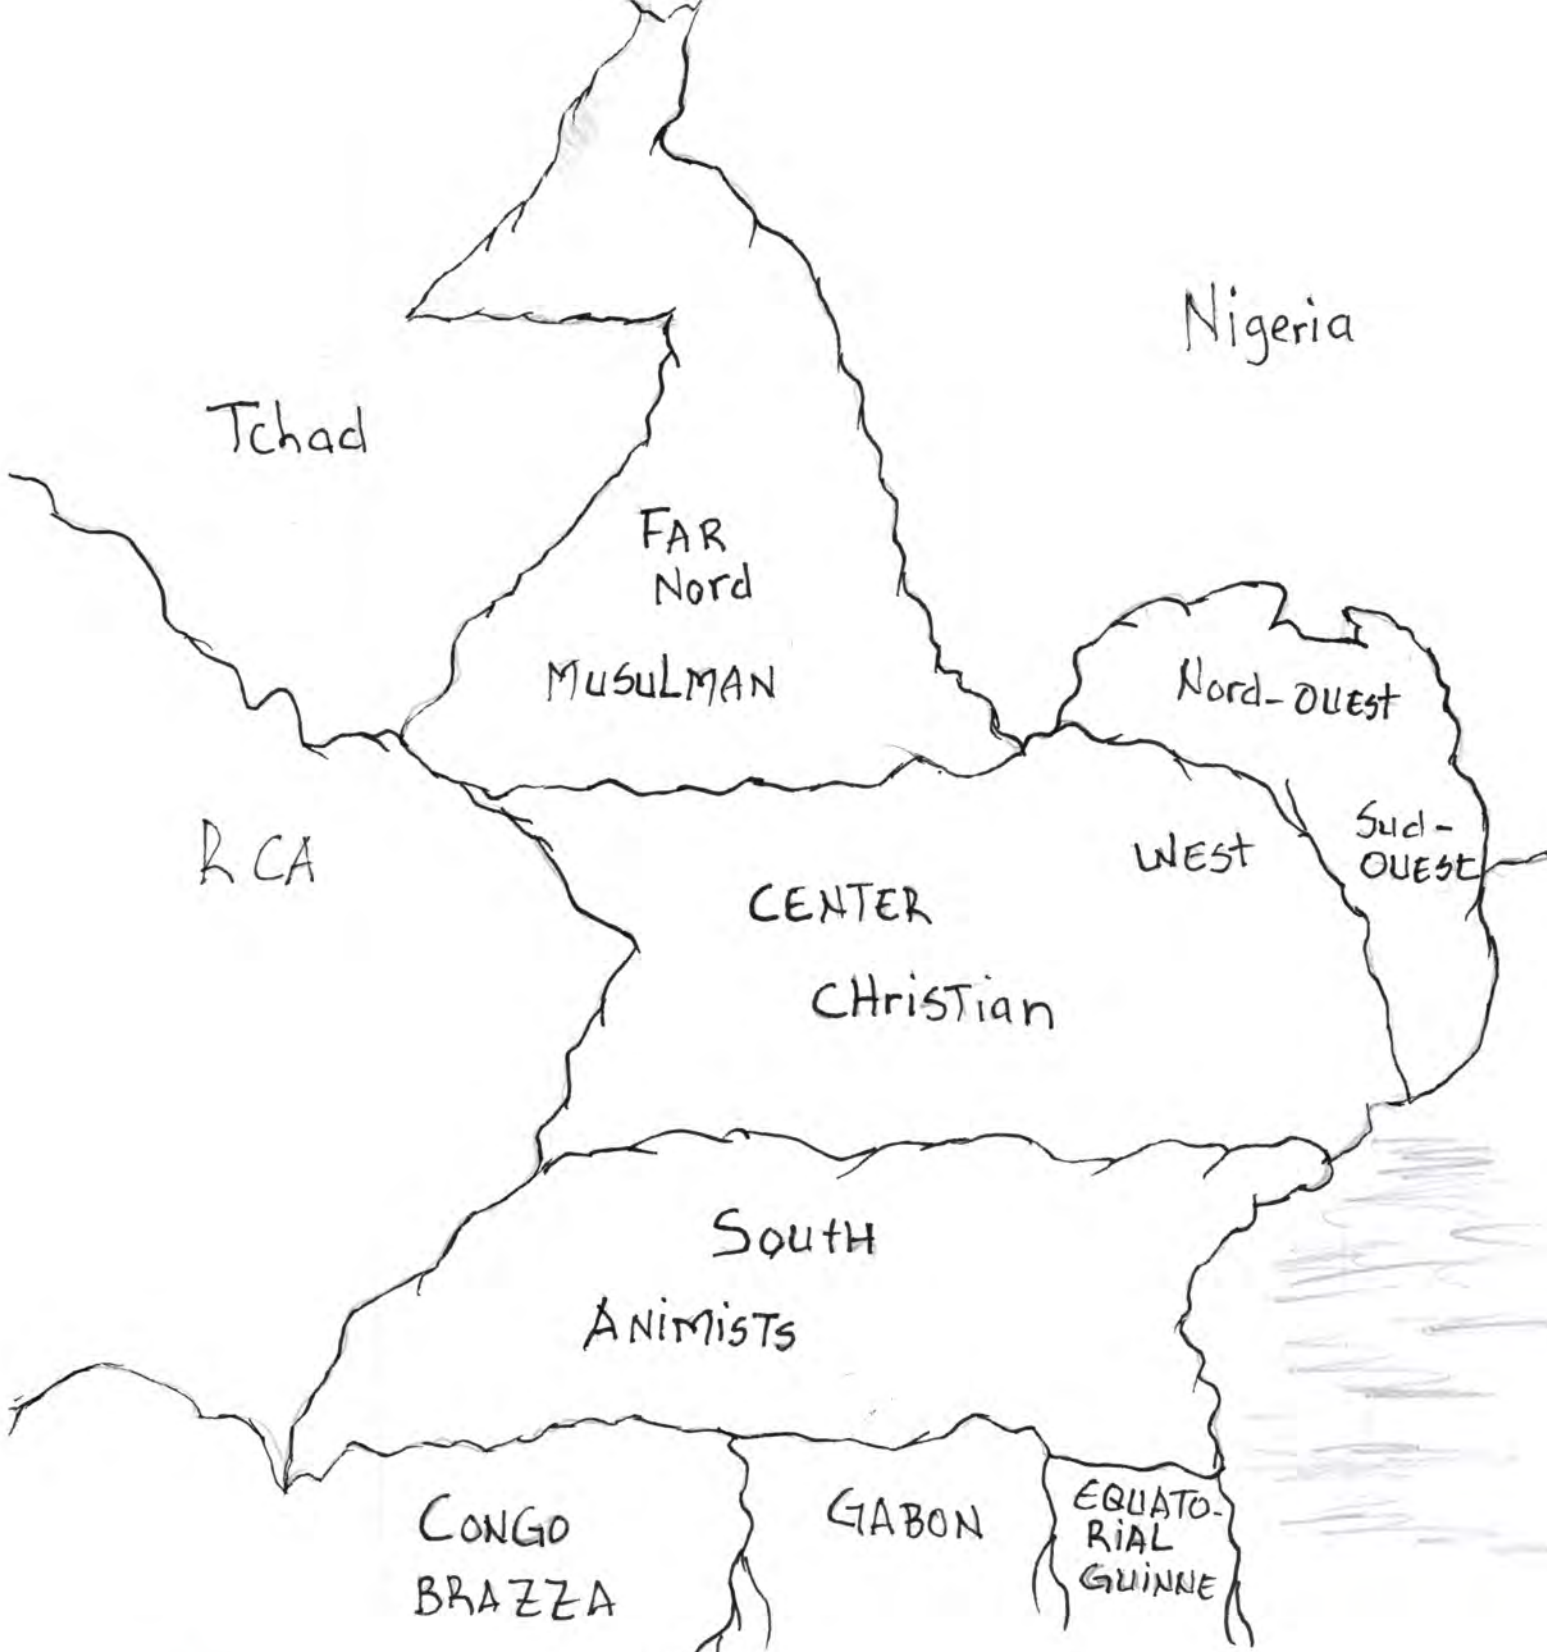 Nigeria
Tchad
FAR
Nord
MUSULMAN
Nord-OUEST
Sud-
OUEST
WEST
RCA
CENTER
CHrisTian
SoutH
ANiMisTs
CONGO
BRAZZA
GABON
EQUATO-
RiAL
GUiNNE